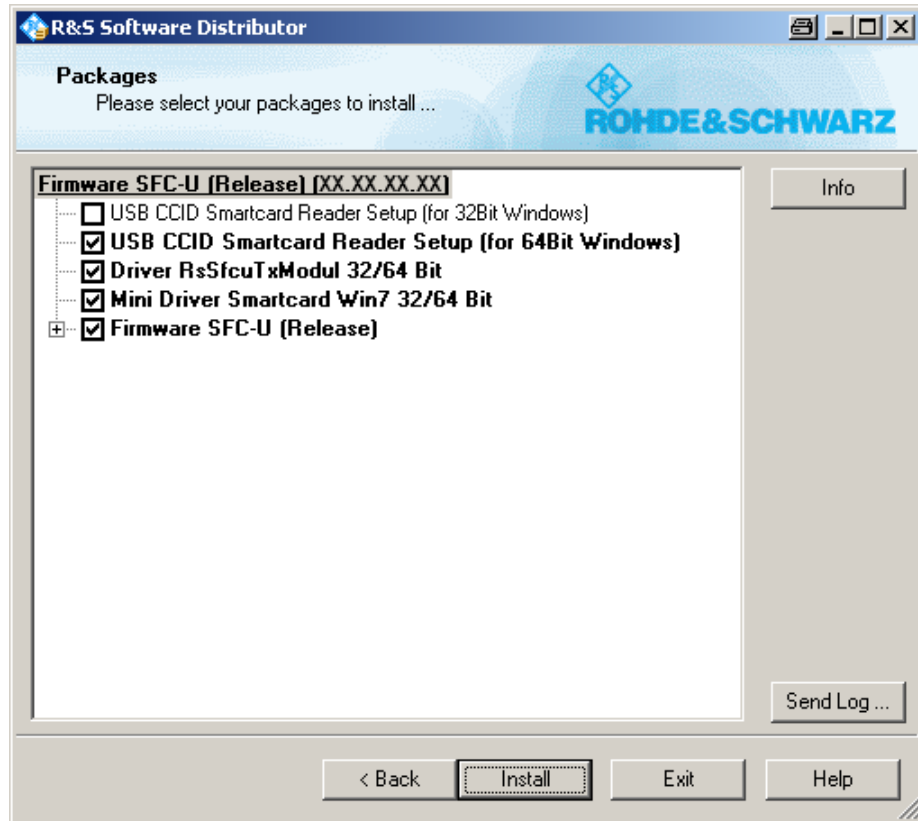 R&S Software Distributor
Packages
Please select your packages to install ...
ROHDE&SCHWARZ
Firmware SFC-U (Release) [XX.XX.XX.XX]
USB CCID Smartcard Reader Setup (for 32Bit Windows)
USB CCID Smartcard Reader Setup (for 64Bit Windows)
Driver RsSfcuTxModul 32/64 Bit
Mini Driver Smartcard Win7 32/64 Bit
Firmware SFC-U (Release)
Info
Send Log ...
< Back
Install
Exit
Help